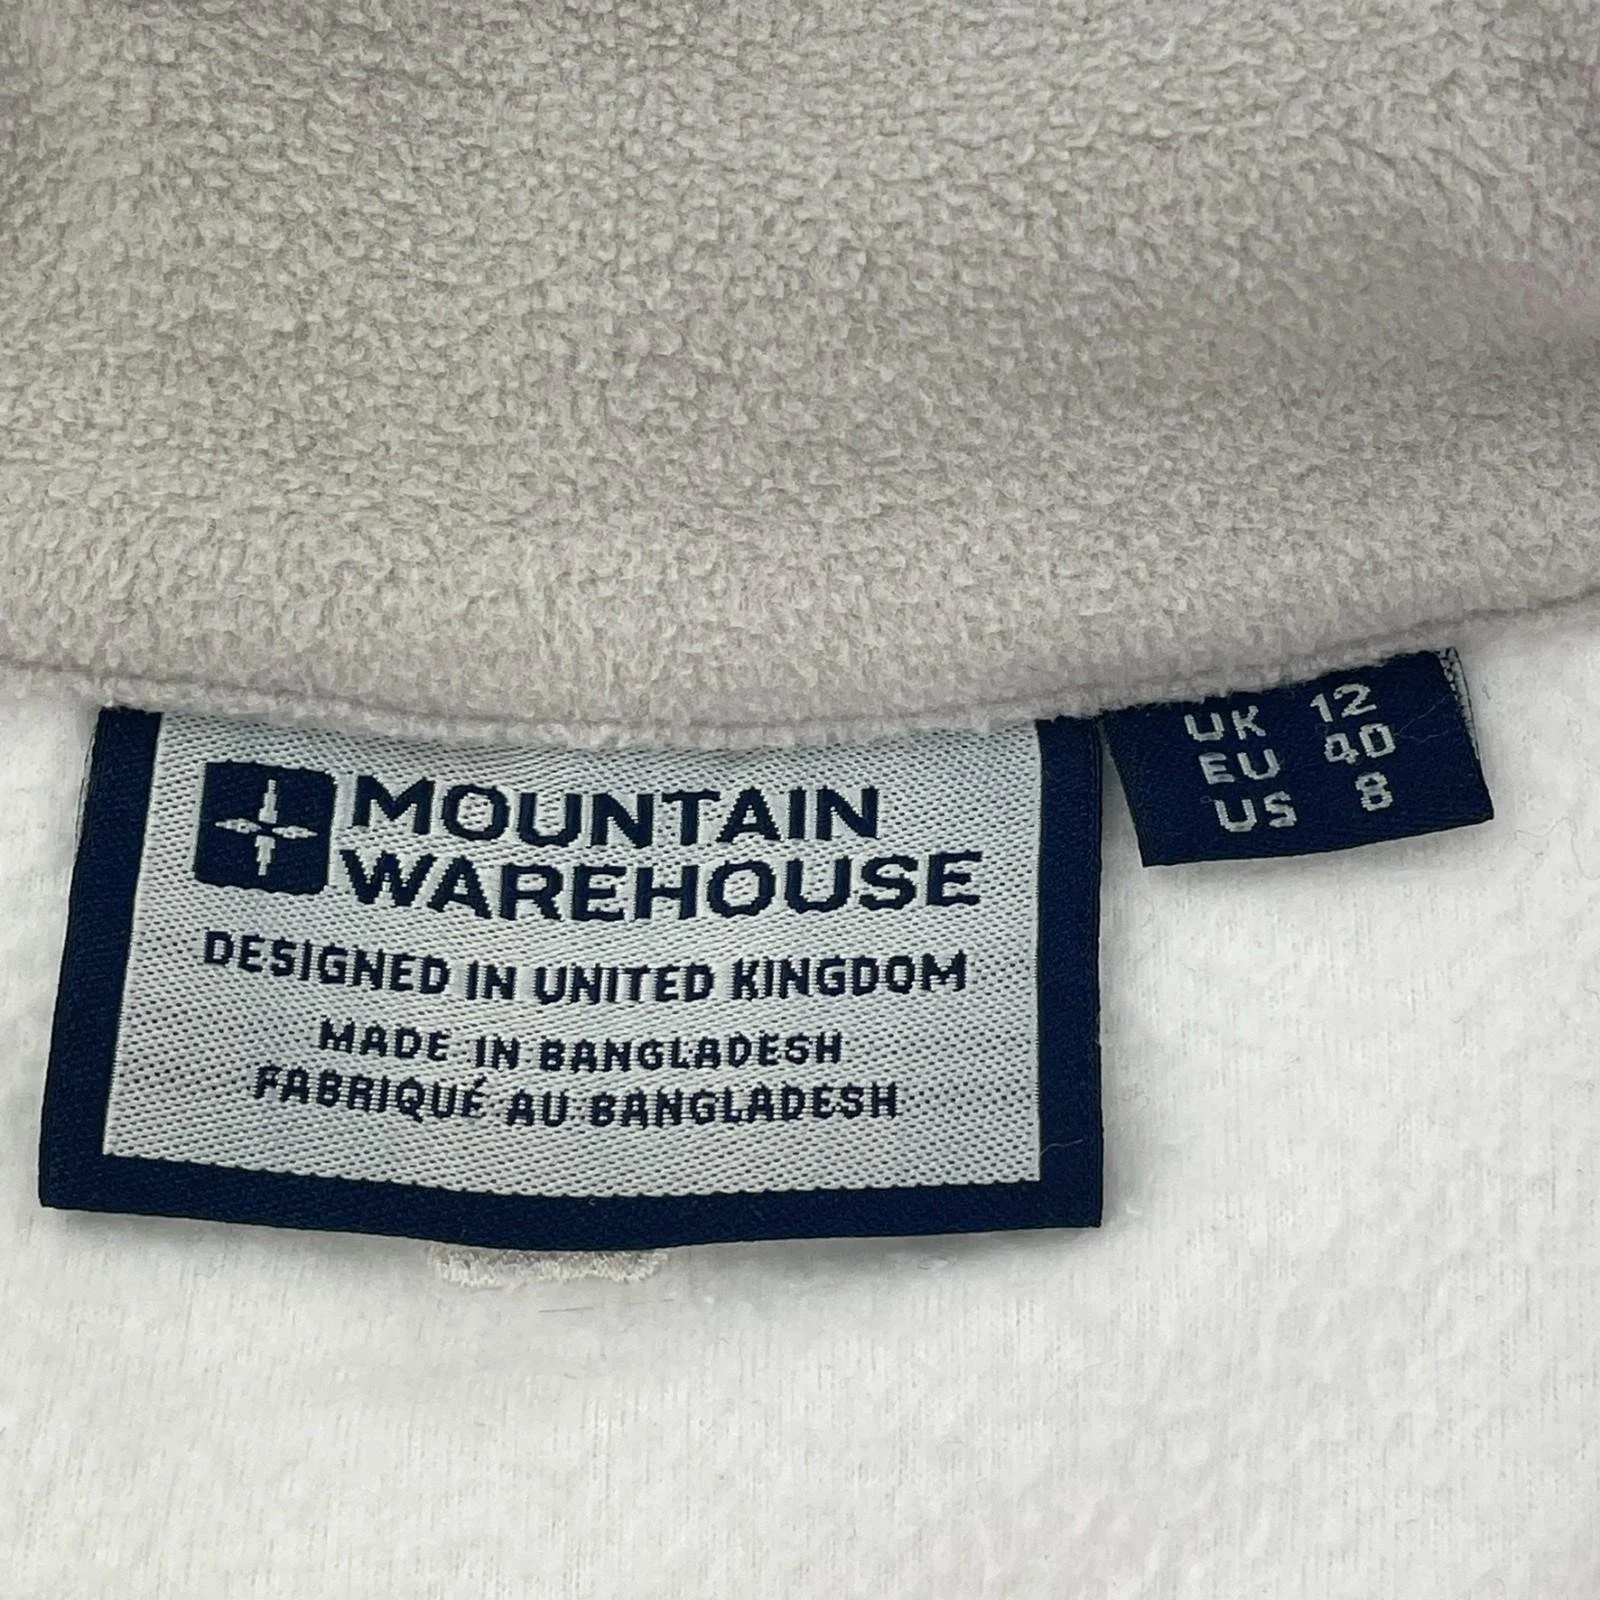 MOUNTAIN
WAREHOUSE
DESIGNED IN UNITED KINGDOM
MADE IN BANGLADESH
FABRIQUÉ AU BANGLADESH
UK 12
EU 40
US 8